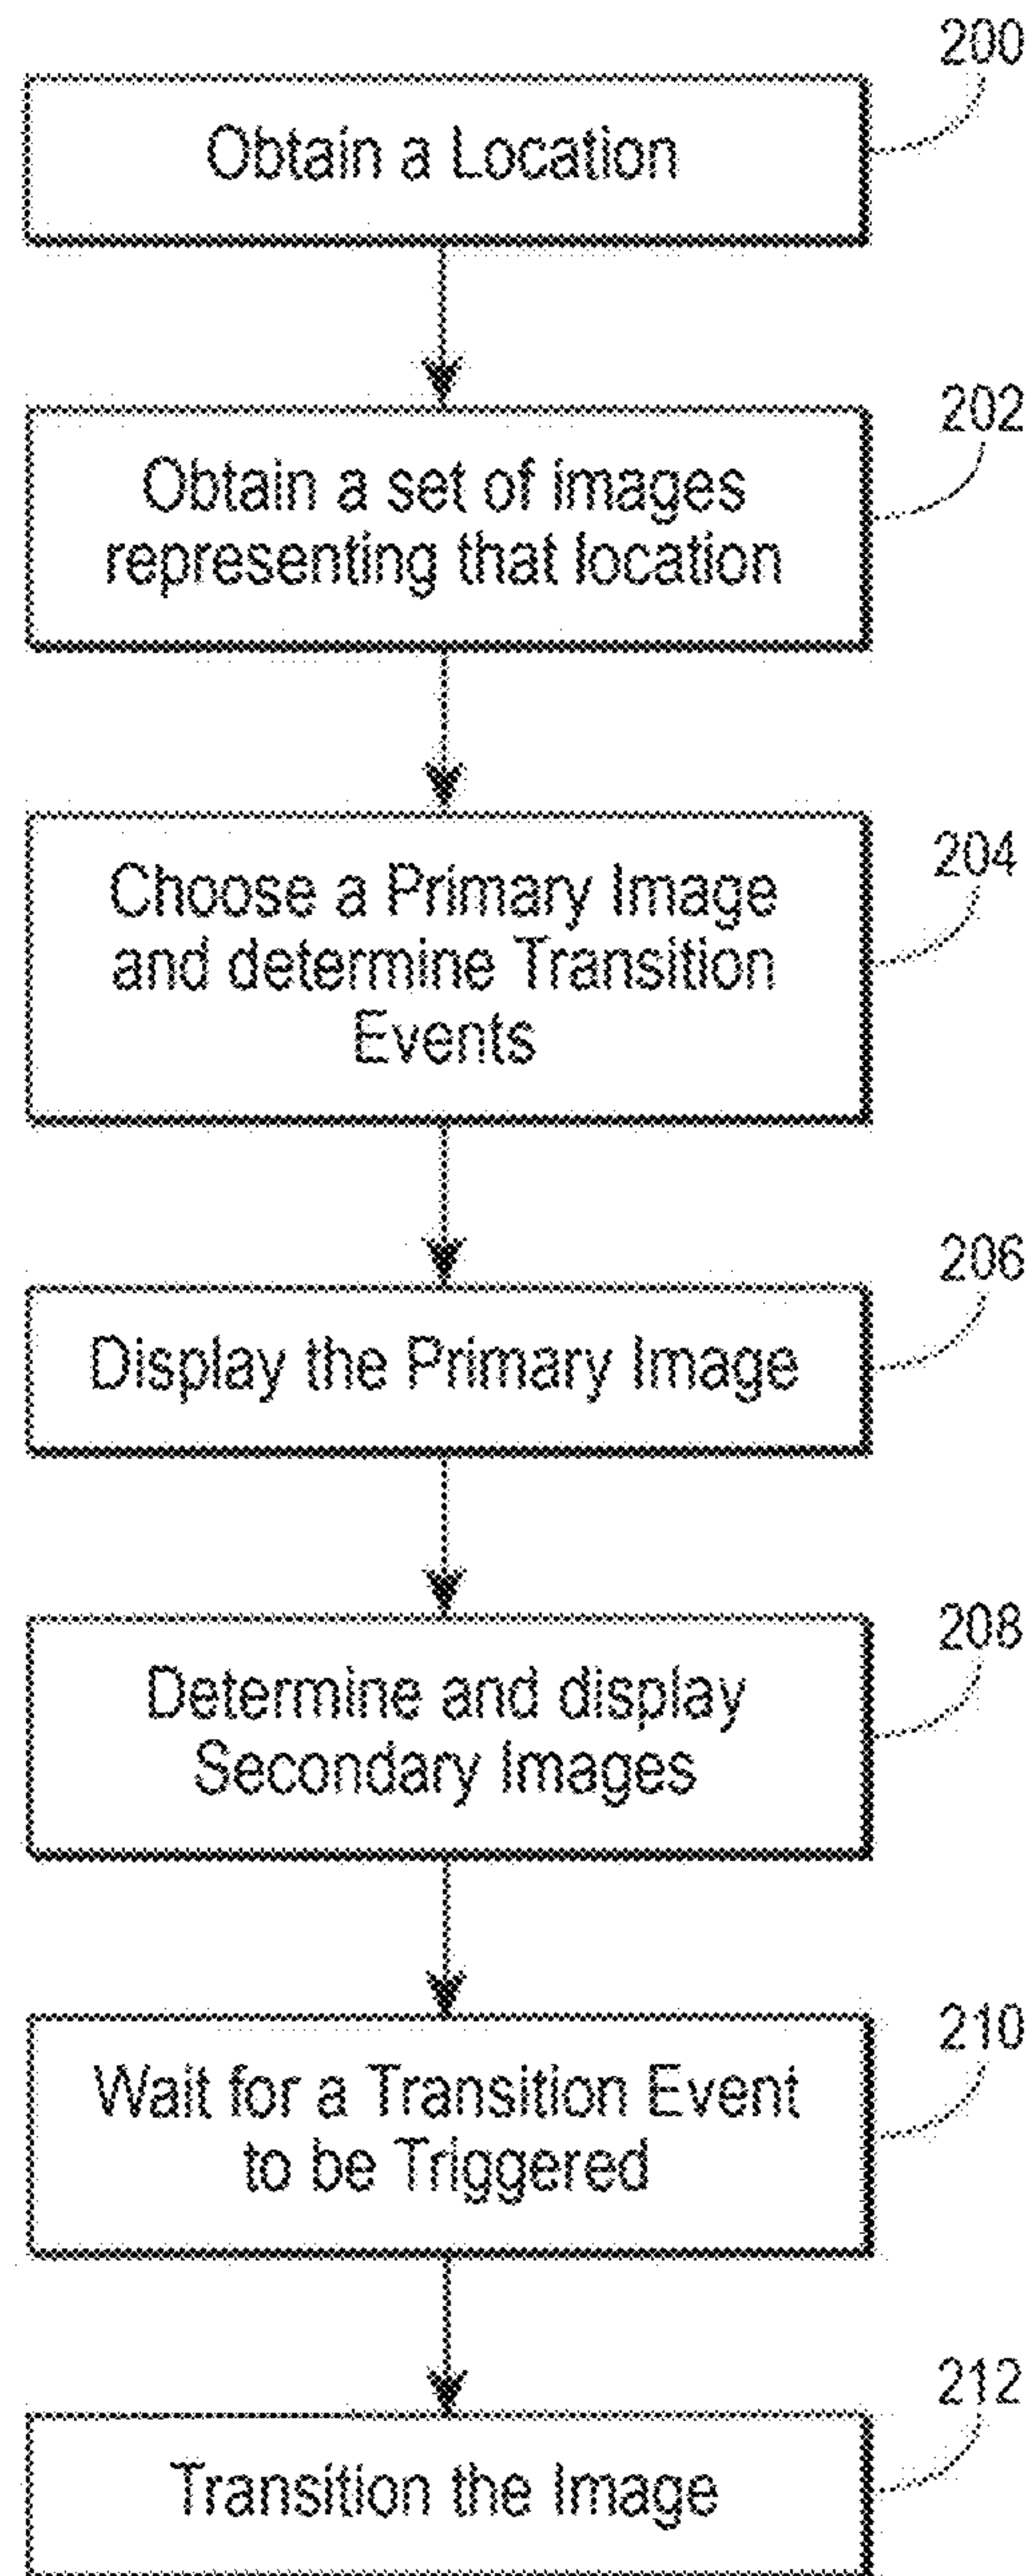 200
Obtain a Location
202
Obtain a set of images
representing that location
204
Choose a Primary Image
and determine Transition
Events
206
Display the Primary Image
208
Determine and display
Secondary Images
210
Wait for a Transition Event
to be Triggered
212
Transition the Image